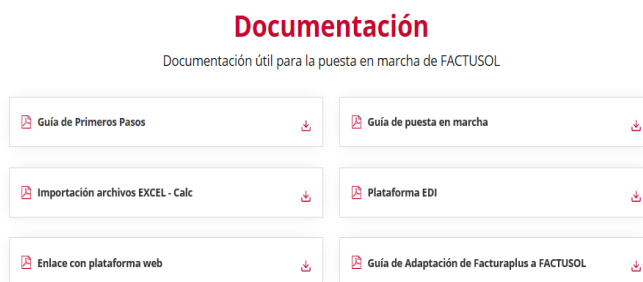 Documentación
Documentación útil para la puesta en marcha de FACTUSOL
Guía de Primeros Pasos
Guía de puesta en marcha
Importación archivos EXCEL - Calc
Plataforma EDI
Enlace con plataforma web
Guía de Adaptación de Facturaplus a FACTUSOL